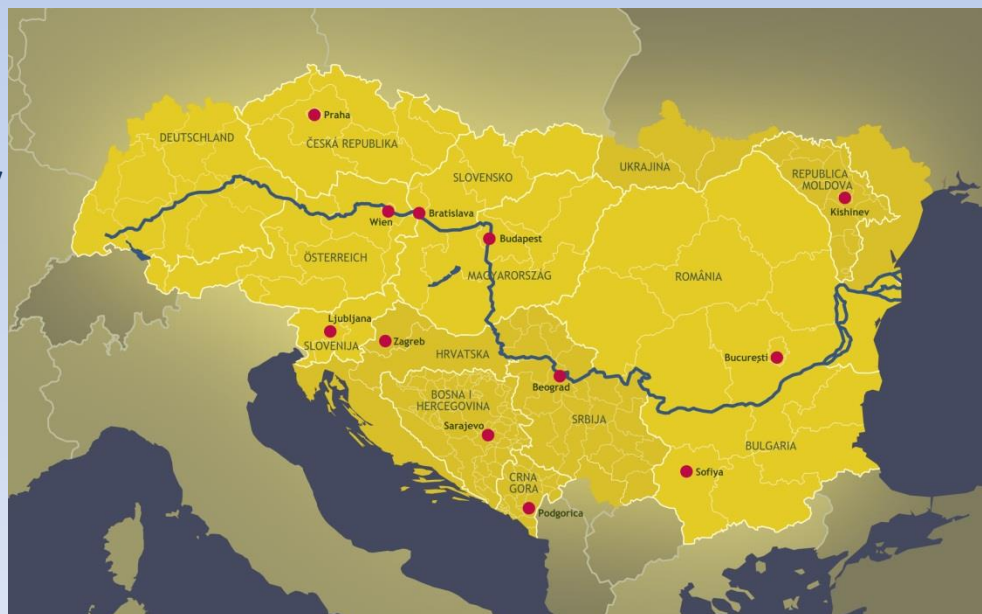 Praha
DEUTSCHLAND
ČESKÁ REPUBLIKA
UKRAJINA
SLOVENSKO
REPUBLICA
MOLDOVA
Kishinev
Wien
Bratislava
Budapest
ÖSTERREICH
MAGYARORSZÁG
ROMÂNIA
Ljubljana
SLOVENIJA
Zagreb
HRVATSKA
Bucureşti
Beograd
BOSNA I
HERCEGOVINA
Sarajevo
SRBIJA
BULGARIA
Sofiya
CRNA
GORA
Podgorica